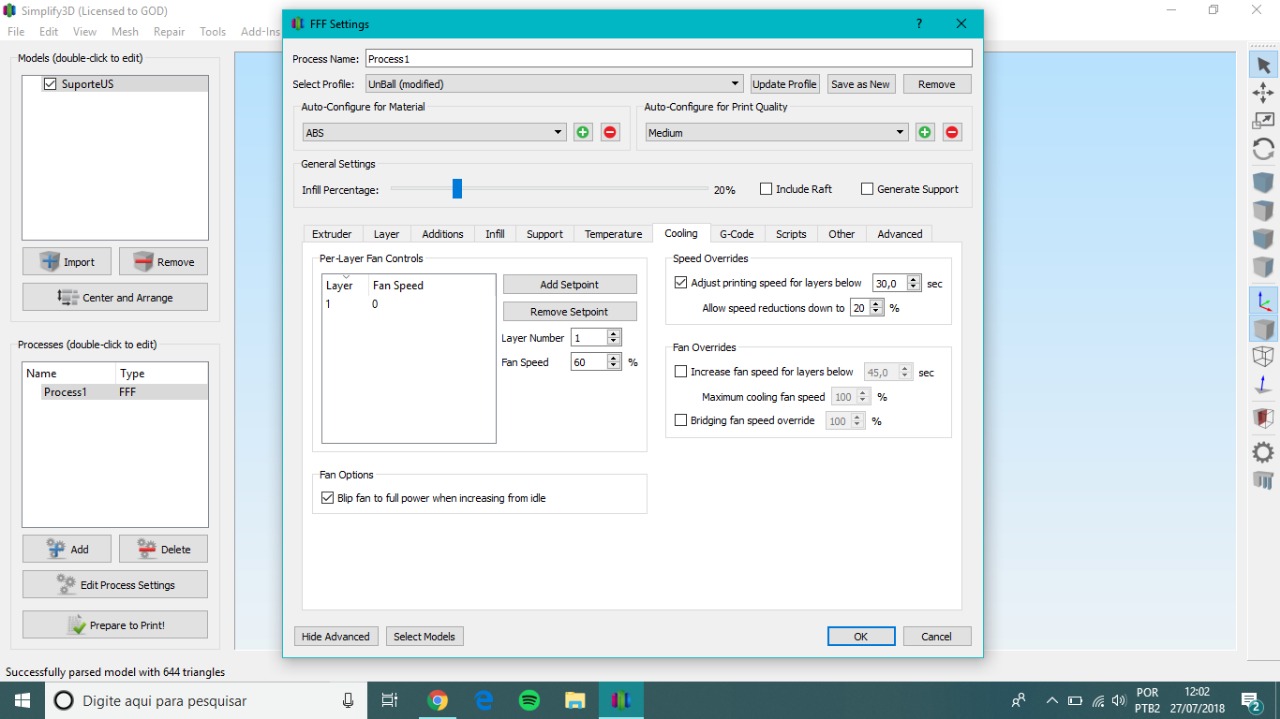 Simplify3D (Licensed to GOD)
File Edit View Mesh Repair Tools Add-Ins
Models (double-click to edit)
SuporteUS
Import Remove
Center and Arrange
Processes (double-click to edit)
Name Type
Process1 FFF
Add Delete
Edit Process Settings
Prepare to Print!
Successfully parsed model with 644 triangles
FFF Settings ?
Process Name: Process1
Select Profile: UnBall (modified) Update Profile Save as New Remove
Auto-Configure for Material
ABS
Auto-Configure for Print Quality
Medium
General Settings
Infill Percentage: 20% Include Raft Generate Support
Extruder Layer Additions Infill Support Temperature Cooling G-Code Scripts Other Advanced
Per-Layer Fan Controls
Layer Fan Speed
1 0
Add Setpoint
Remove Setpoint
Layer Number 1
Fan Speed 60 %
Fan Options
Blip fan to full power when increasing from idle
Speed Overrides
Adjust printing speed for layers below 30,0 sec
Allow speed reductions down to 20 %
Fan Overrides
Increase fan speed for layers below 45,0 sec
Maximum cooling fan speed 100 %
Bridging fan speed override 100 %
Hide Advanced Select Models OK Cancel
Digite aqui para pesquisar
POR
PTB2
12:02
27/07/2018
2